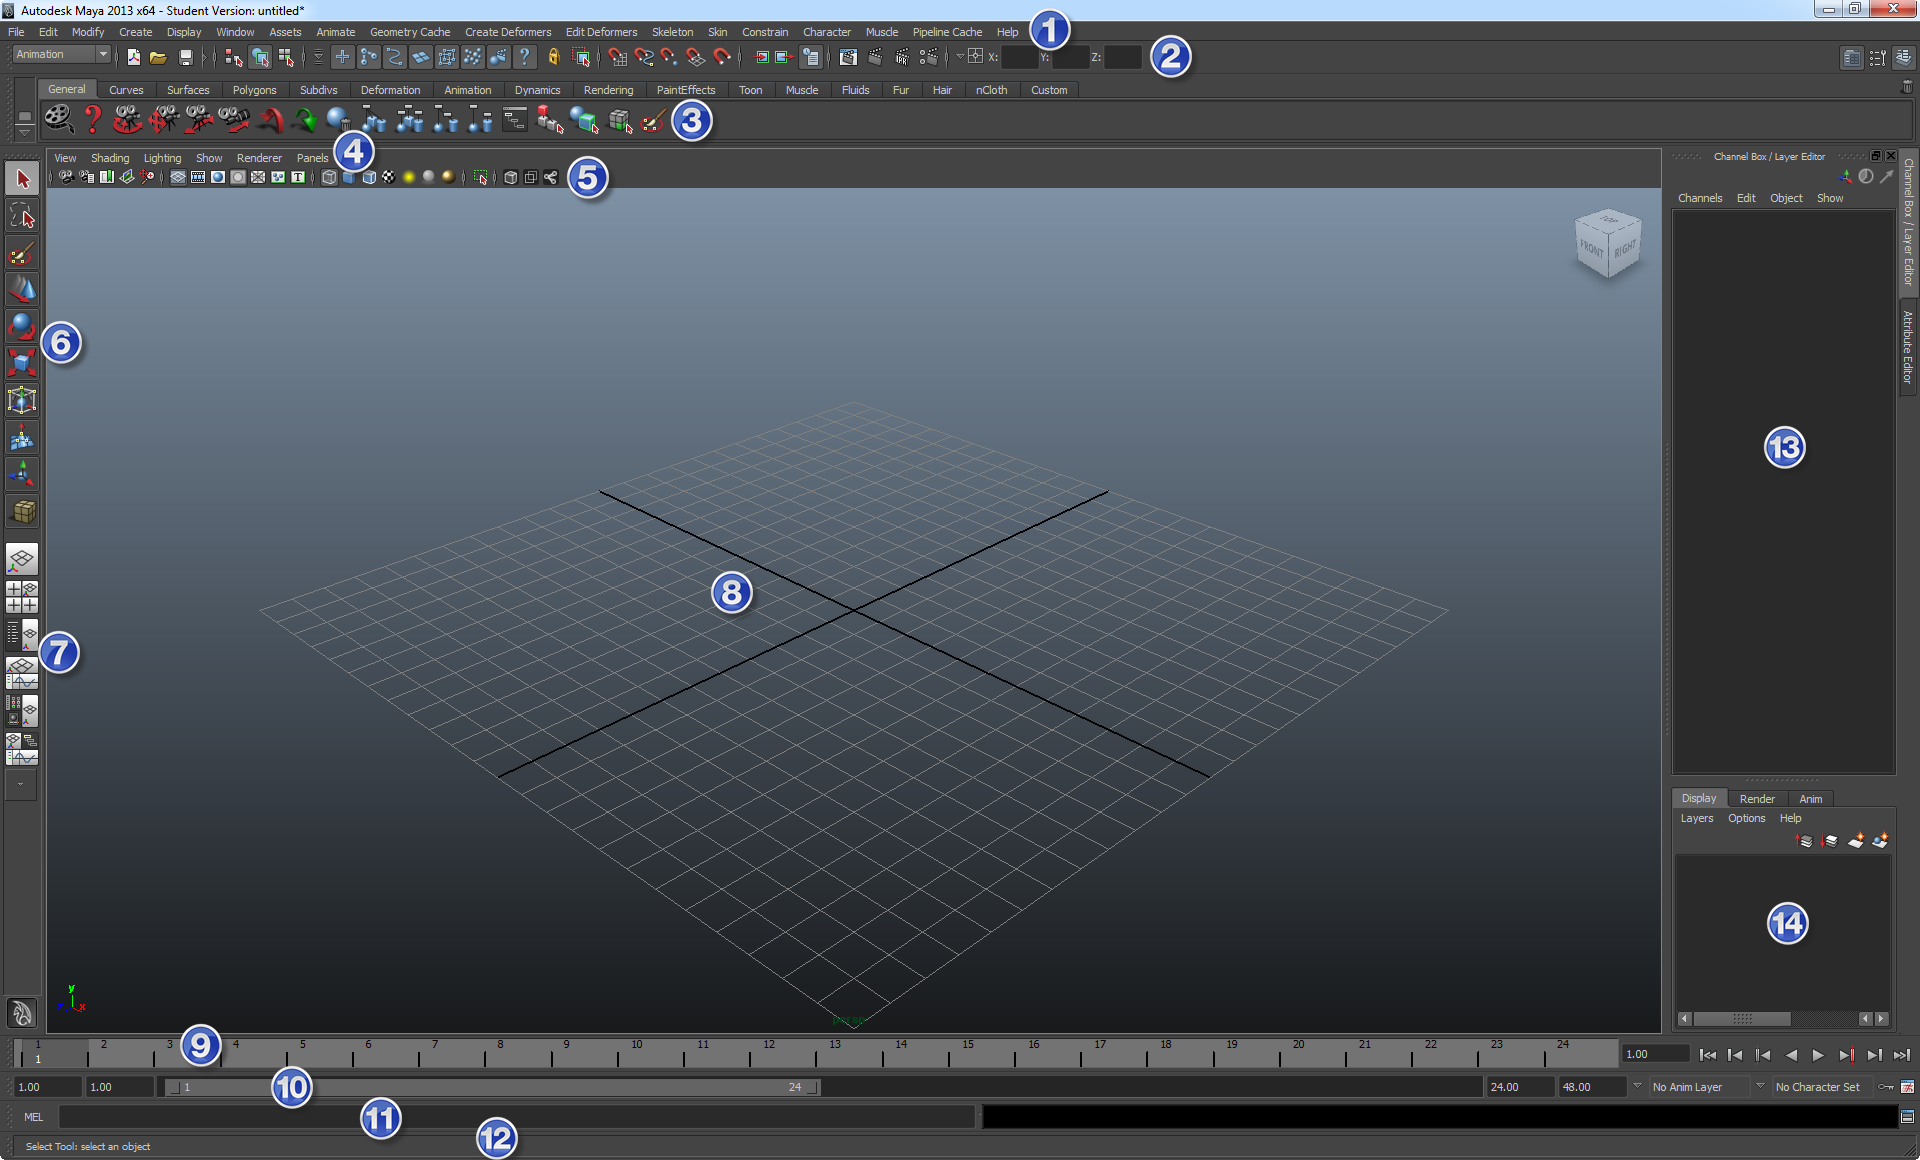 Autodesk Maya 2013 x64 - Student Version: untitled*
File Edit Modify Create Display Window Assets Animate Geometry Cache Create Deformers Edit Deformers Skeleton Skin Constrain Character Muscle Pipeline Cache Help 1
Animation ? X: Y: Z: 2
General Curves Surfaces Polygons Subdivs Deformation Animation Dynamics Rendering PaintEffects Toon Muscle Fluids Fur Hair nCloth Custom
? 3
View Shading Lighting Show Renderer Panels 4
T 5
Channel Box / Layer Editor
Channels Edit Object Show
Channel Box / Layer Editor
Attribute Editor
TOP
FRONT RIGHT
6
13
8
7
Display Render Anim
Layers Options Help
14
y
z x
persp
1 2 3 9 4 5 6 7 8 9 10 11 12 13 14 15 16 17 18 19 20 21 22 23 24
1
1.00
1.00 1.00 1 10 24 24.00 48.00 No Anim Layer No Character Set
MEL 11
Select Tool: select an object 12